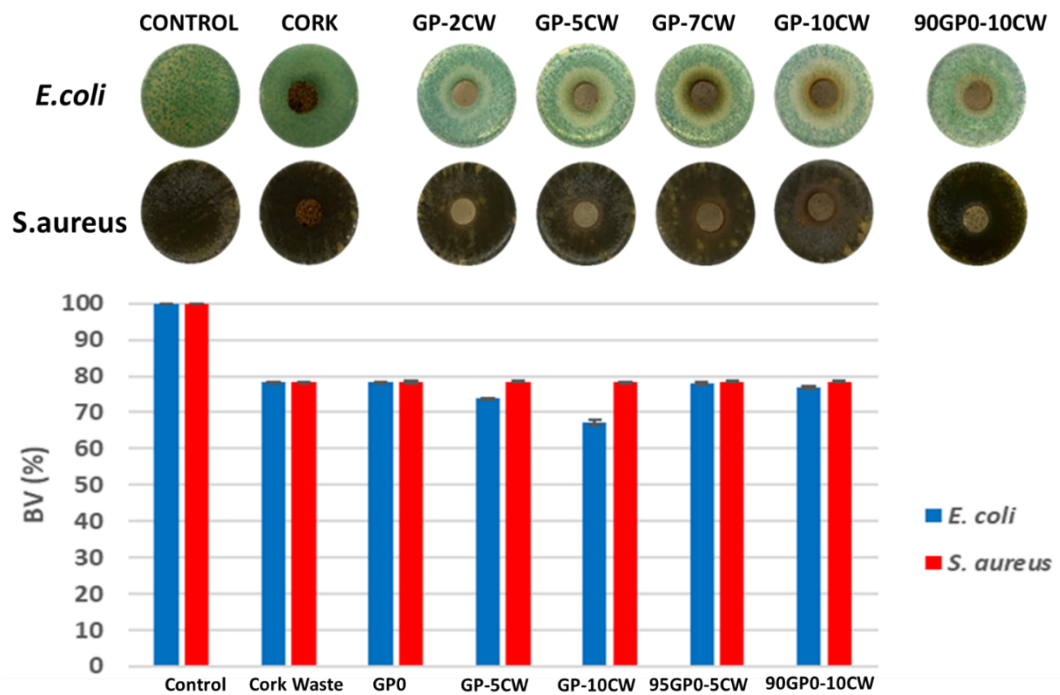 CONTROL CORK GP-2CW GP-5CW GP-7CW GP-10CW 90GP0-10CW
E.coli
S.aureus
100
90
80
70
60
50
40
30
20
10
0
BV (%)
Control Cork Waste GP0 GP-5CW GP-10CW 95GP0-5CW 90GP0-10CW
E. coli
S. aureus